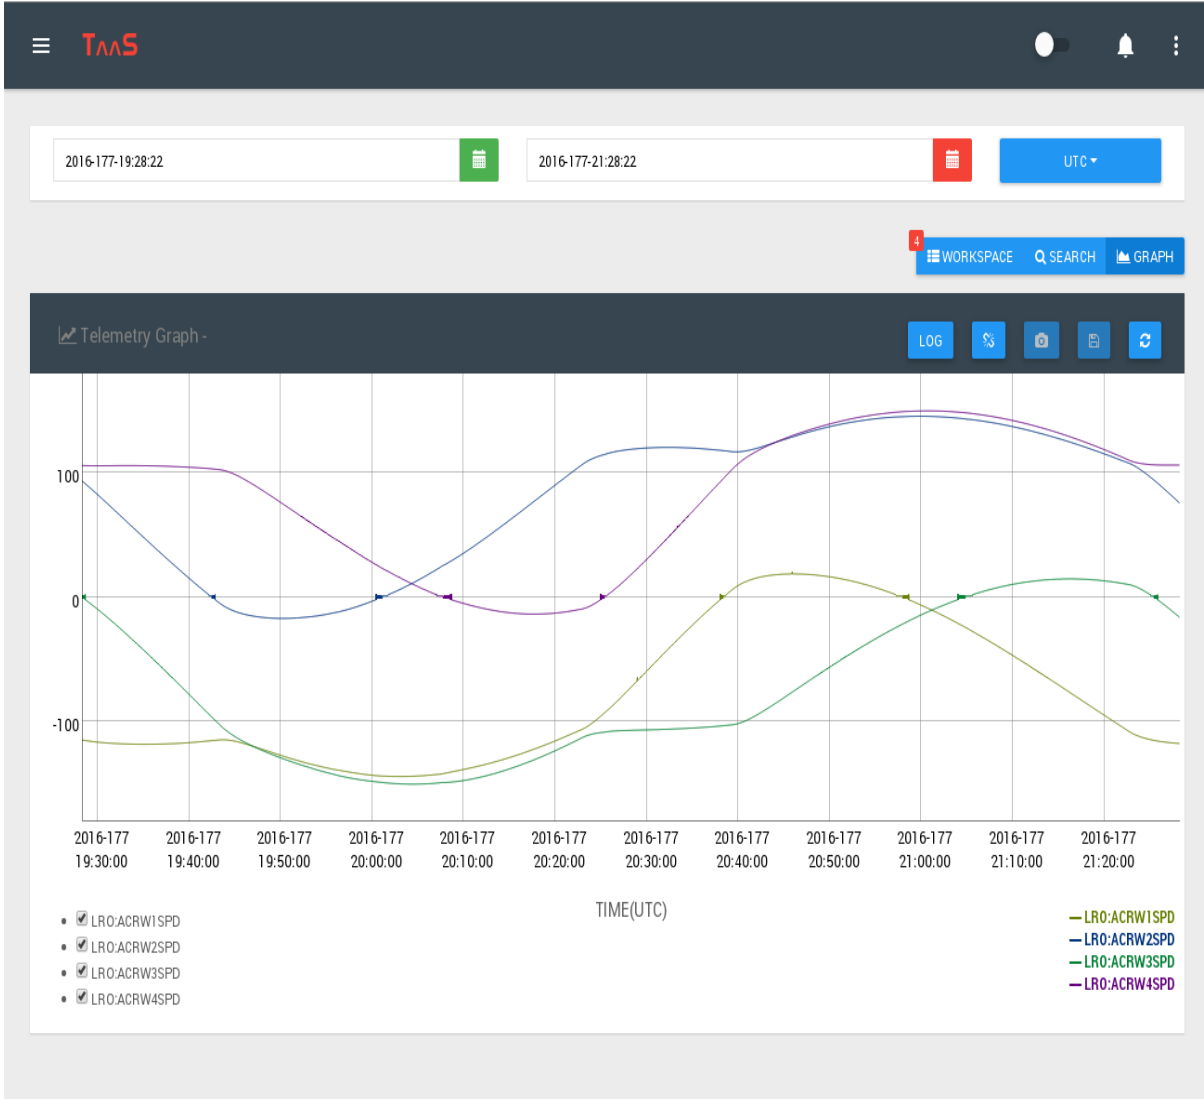 TAAS
2016-177-19:28:22
2016-177-21:28:22
UTC
4
WORKSPACE
SEARCH
GRAPH
Telemetry Graph -
LOG
100
0
-100
2016-177 2016-177 2016-177 2016-177 2016-177 2016-177 2016-177 2016-177 2016-177 2016-177 2016-177 2016-177
19:30:00 19:40:00 19:50:00 20:00:00 20:10:00 20:20:00 20:30:00 20:40:00 20:50:00 21:00:00 21:10:00 21:20:00
TIME(UTC)
LRO:ACRW1SPD
LRO:ACRW2SPD
LRO:ACRW3SPD
LRO:ACRW4SPD
LRO:ACRW1SPD
LRO:ACRW2SPD
LRO:ACRW3SPD
LRO:ACRW4SPD